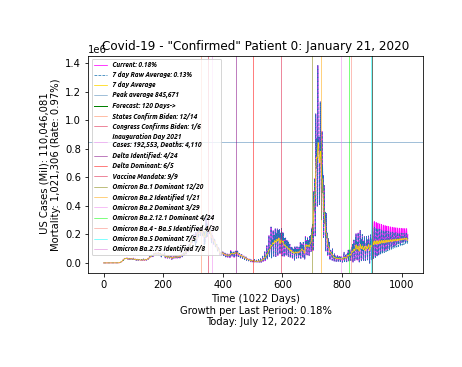 Covid-19 - "Confirmed" Patient 0: January 21, 2020
1e6
US Cases (Mil): 110,046,081
Mortality: 1,021,306 (Rate: 0.97%)
1.4
1.2
1.0
0.8
0.6
0.4
0.2
0.0
Current: 0.18%
7 day Raw Average: 0.13%
7 day Average
Peak average 845,671
Forecast: 120 Days->
States Confirm Biden: 12/14
Congress Confirms Biden: 1/6
Inauguration Day 2021
Cases: 192,553, Deaths: 4,110
Delta Identified: 4/24
Delta Dominant: 6/5
Vaccine Mandate: 9/9
Omicron Ba.1 Dominant 12/20
Omicron Ba.2 Identified 1/21
Omicron Ba.2 Dominant 3/29
Omicron Ba.2.12.1 Dominant 4/24
Omicron Ba.4 - Ba.5 Identified 4/30
Omicron Ba.5 Dominant 7/5
Omicron Ba.2.75 Identified 7/8
0 200 400 600 800 1000
Time (1022 Days)
Growth per Last Period: 0.18%
Today: July 12, 2022